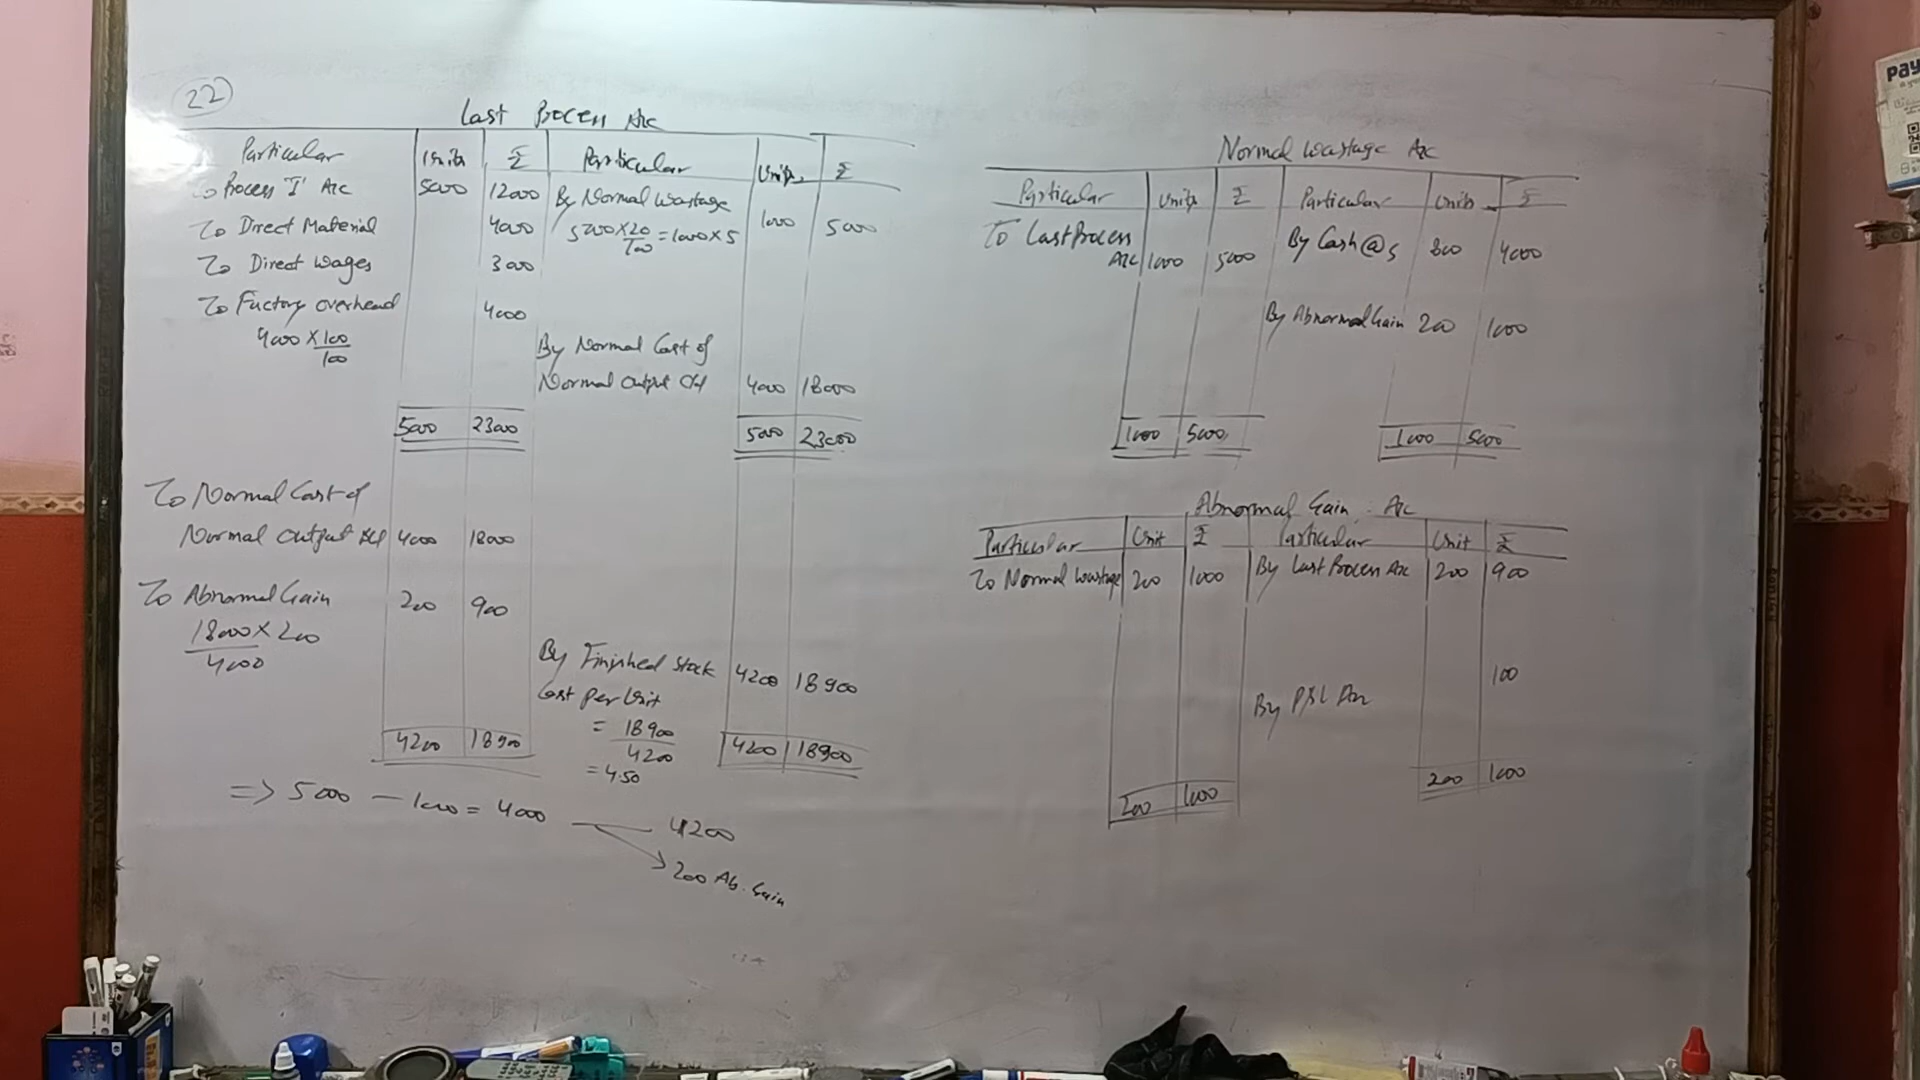 22
Last Process A/c
Particular Units ₹ Particular Units ₹
To Process "I" A/c 5000 12000 By Normal Wastage
5000 × 20/100 = 1000 × 5 1000 5000
To Direct Material 4000
To Direct Wages 3000
To Factory overhead 4000
4000 × 100/100
By Normal Cost of
Normal Output c/d 4000 18000
5000 23000 5000 23000
To Normal Cost of
Normal Output b/d 4000 18000
To Abnormal Gain 200 900
18000 × 200
4000
By Finished Stock 4200 18900
Cost per Unit
= 18900
4200
= 4.50
4200 18900 4200 18900
=> 5000 - 1000 = 4000
4200
200 Ab. Gain
Normal Wastage A/c
Particular Units ₹ Particular Units ₹
To Last Process
A/c 1000 5000 By Cash @ 5 800 4000
By Abnormal Gain 200 1000
1000 5000 1000 5000
Abnormal Gain A/c
Particular Unit ₹ Particular Unit ₹
To Normal Wastage 200 1000 By Last Process A/c 200 900
By P&L A/c 100
200 1000 200 1000
Pay